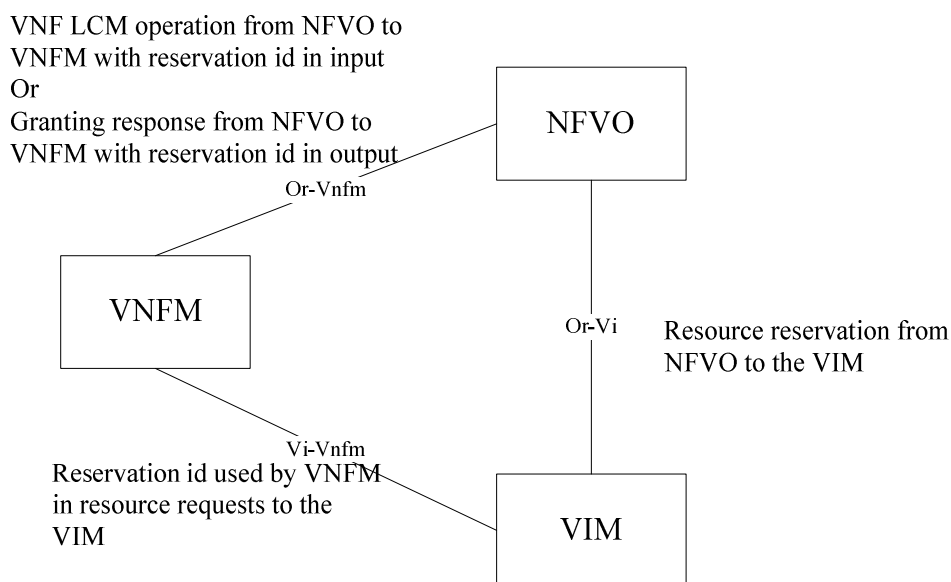 VNF LCM operation from NFVO to
VNFM with reservation id in input
Or
Granting response from NFVO to
VNFM with reservation id in output
NFVO
Or-Vnfm
VNFM
Or-Vi
Resource reservation from
NFVO to the VIM
Vi-Vnfm
Reservation id used by VNFM
in resource requests to the
VIM
VIM